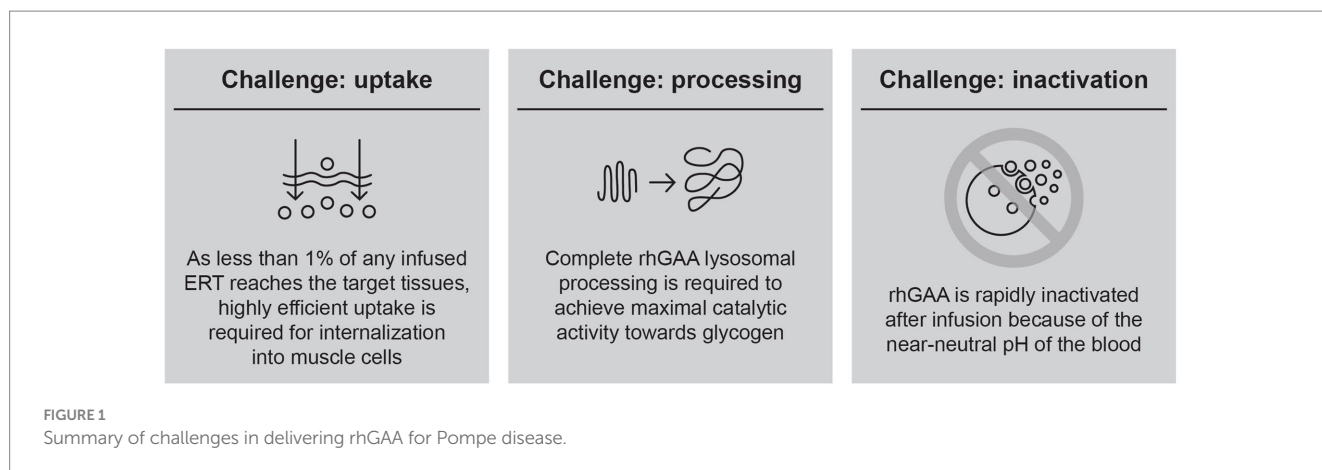 Challenge: uptake
As less than 1% of any infused
ERT reaches the target tissues,
highly efficient uptake is
required for internalization
into muscle cells
Challenge: processing
Complete rhGAA lysosomal
processing is required to
achieve maximal catalytic
activity towards glycogen
Challenge: inactivation
rhGAA is rapidly inactivated
after infusion because of the
near-neutral pH of the blood
FIGURE 1
Summary of challenges in delivering rhGAA for Pompe disease.